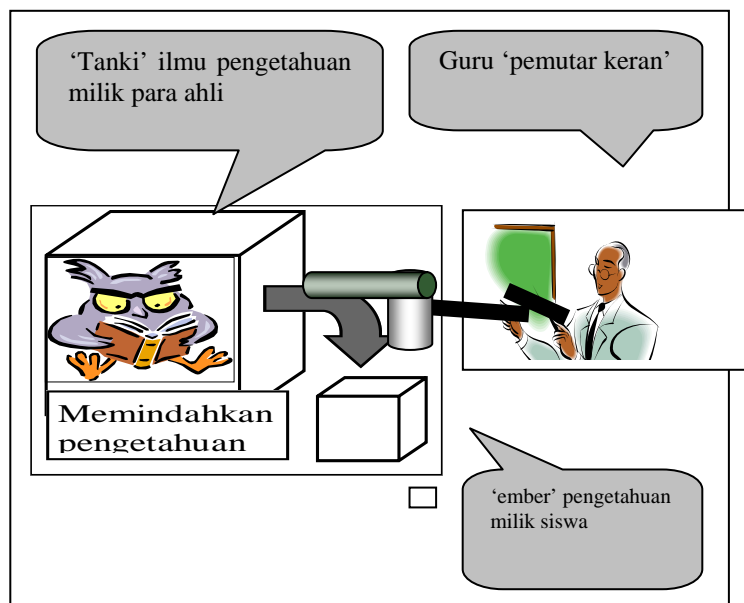 ‘Tanki’ ilmu pengetahuan
milik para ahli
Guru ‘pemutar keran’
Memindahkan
pengetahuan
‘ember’ pengetahuan
milik siswa